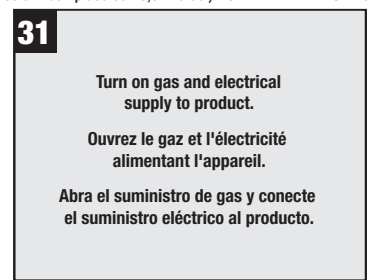 31
Turn on gas and electrical
supply to product.
Ouvrez le gaz et l'électricité
alimentant l'appareil.
Abra el suministro de gas y conecte
el suministro eléctrico al producto.